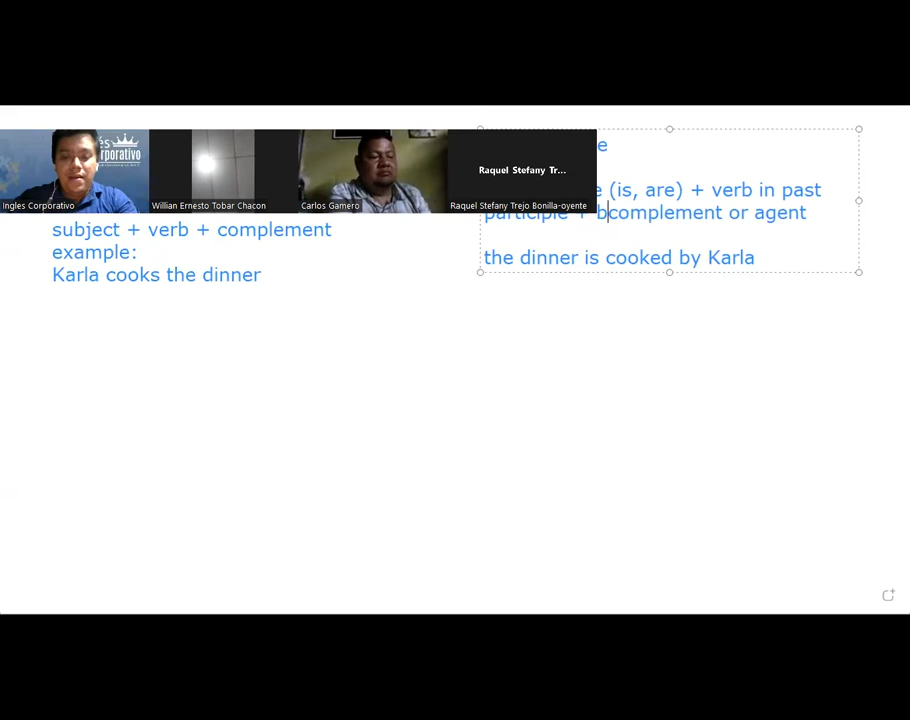 és
rporativo
Ingles Corporativo
Willian Ernesto Tobar Chacon
Carlos Gamero
Raquel Stefany Tr...
Raquel Stefany Trejo Bonilla-oyente
subject + verb + complement
example:
Karla cooks the dinner
e
e (is, are) + verb in past
participle + bcomplement or agent
the dinner is cooked by Karla